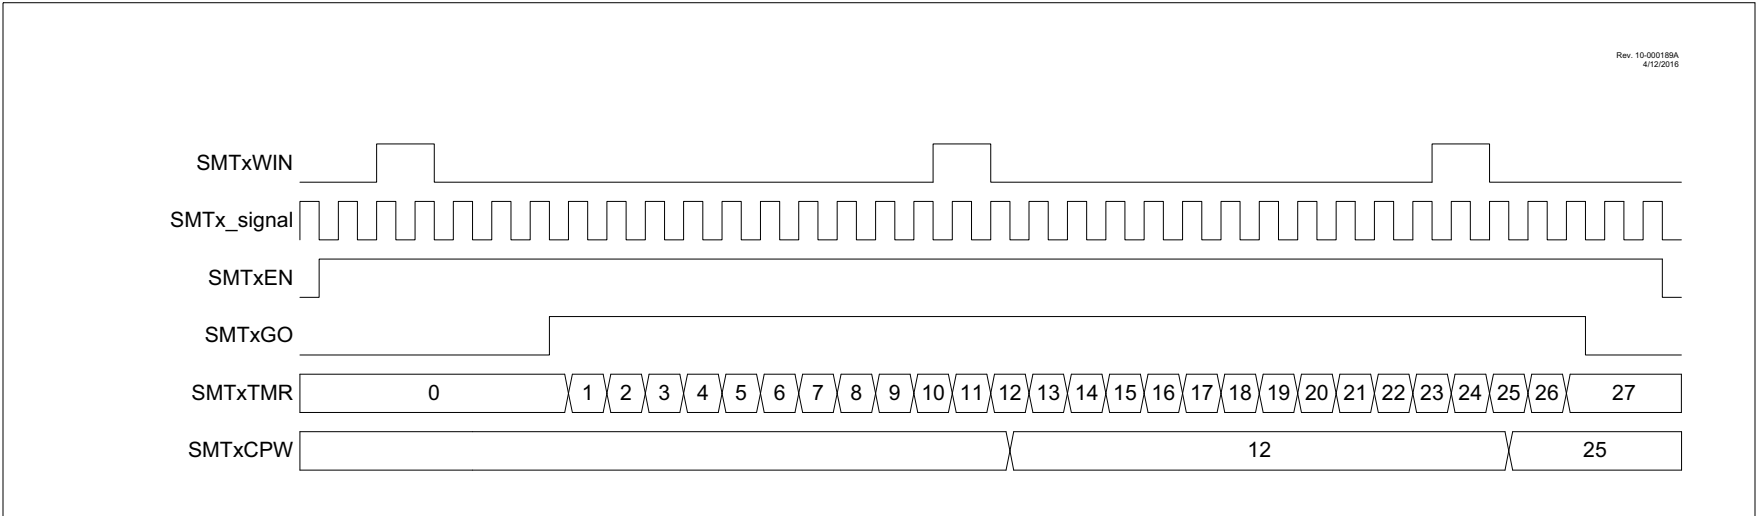 Rev. 10-000189A
4/12/2016
SMTxWIN
SMTx_signal
SMTxEN
SMTxGO
SMTxTMR 0 1 2 3 4 5 6 7 8 9 10 11 12 13 14 15 16 17 18 19 20 21 22 23 24 25 26 27
SMTxCPW 12 25